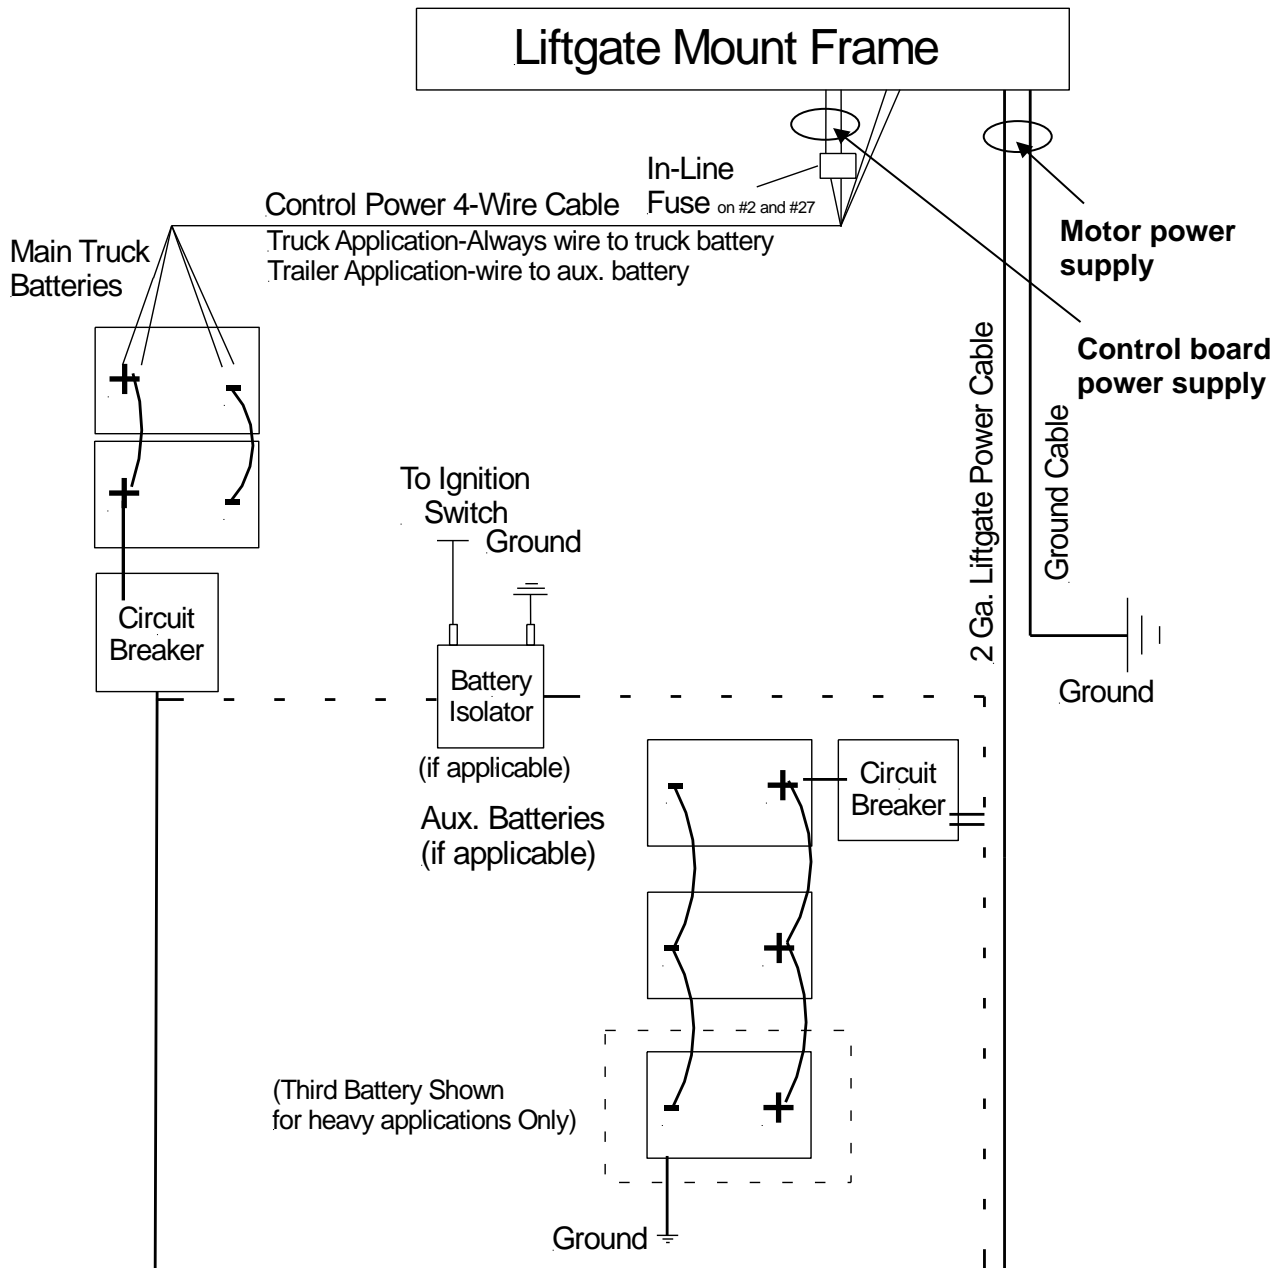 Liftgate Mount Frame
In-Line
Fuse on #2 and #27
Control Power 4-Wire Cable
Truck Application-Always wire to truck battery
Trailer Application-wire to aux. battery
Main Truck
Batteries
Motor power
supply
Control board
power supply
2 Ga. Liftgate Power Cable
Ground Cable
To Ignition
Switch
Ground
Circuit
Breaker
Battery
Isolator
(if applicable)
Ground
Circuit
Breaker
Aux. Batteries
(if applicable)
(Third Battery Shown
for heavy applications Only)
Ground